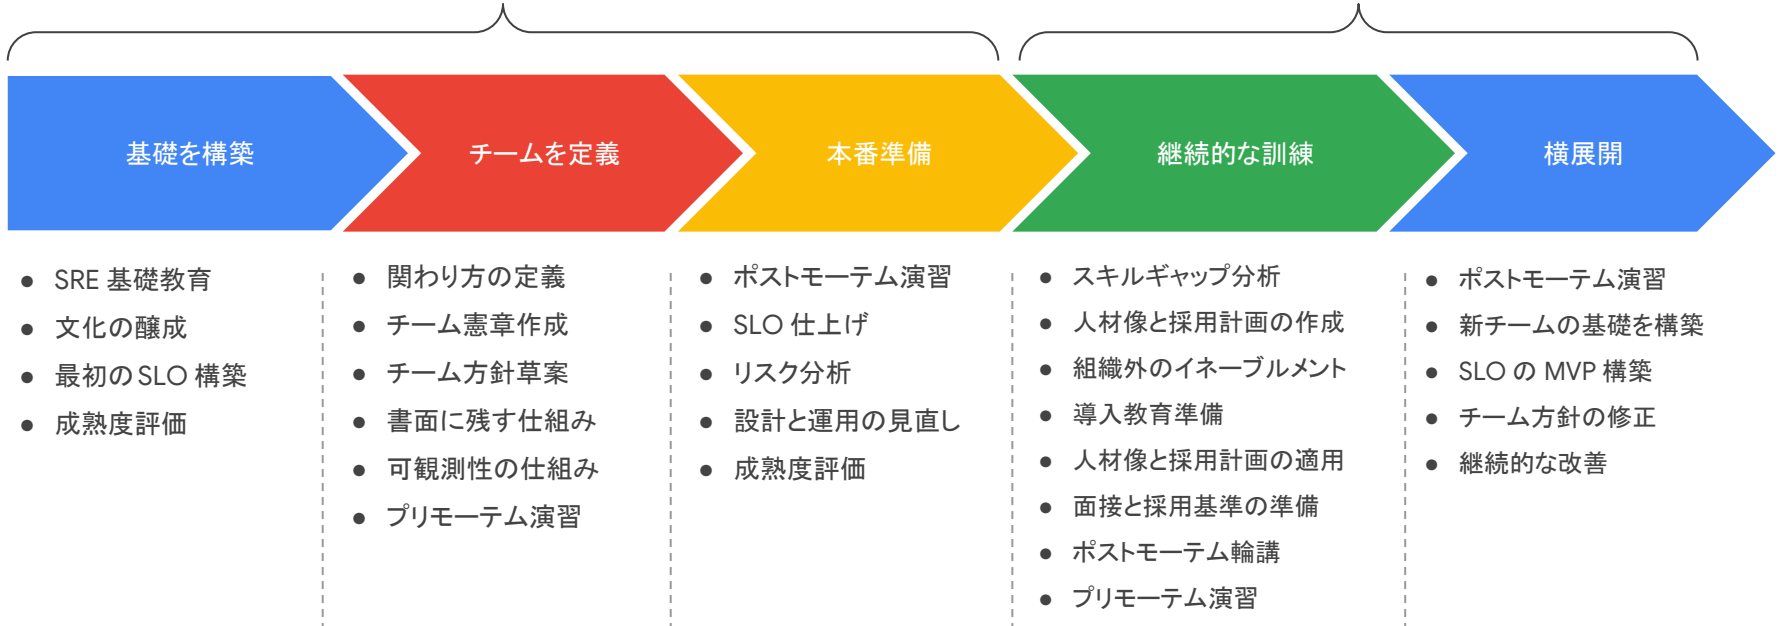 基礎を構築
チームを定義
本番準備
継続的な訓練
横展開
● SRE 基礎教育
● 文化の醸成
● 最初の SLO 構築
● 成熟度評価
● 関わり方の定義
● チーム憲章作成
● チーム方針草案
● 書面に残す仕組み
● 可観測性の仕組み
● プリモーテム演習
● ポストモーテム演習
● SLO 仕上げ
● リスク分析
● 設計と運用の見直し
● 成熟度評価
● スキルギャップ分析
● 人材像と採用計画の作成
● 組織外のイネーブルメント
● 導入教育準備
● 人材像と採用計画の適用
● 面接と採用基準の準備
● ポストモーテム輪講
● プリモーテム演習
● ポストモーテム演習
● 新チームの基礎を構築
● SLO の MVP 構築
● チーム方針の修正
● 継続的な改善